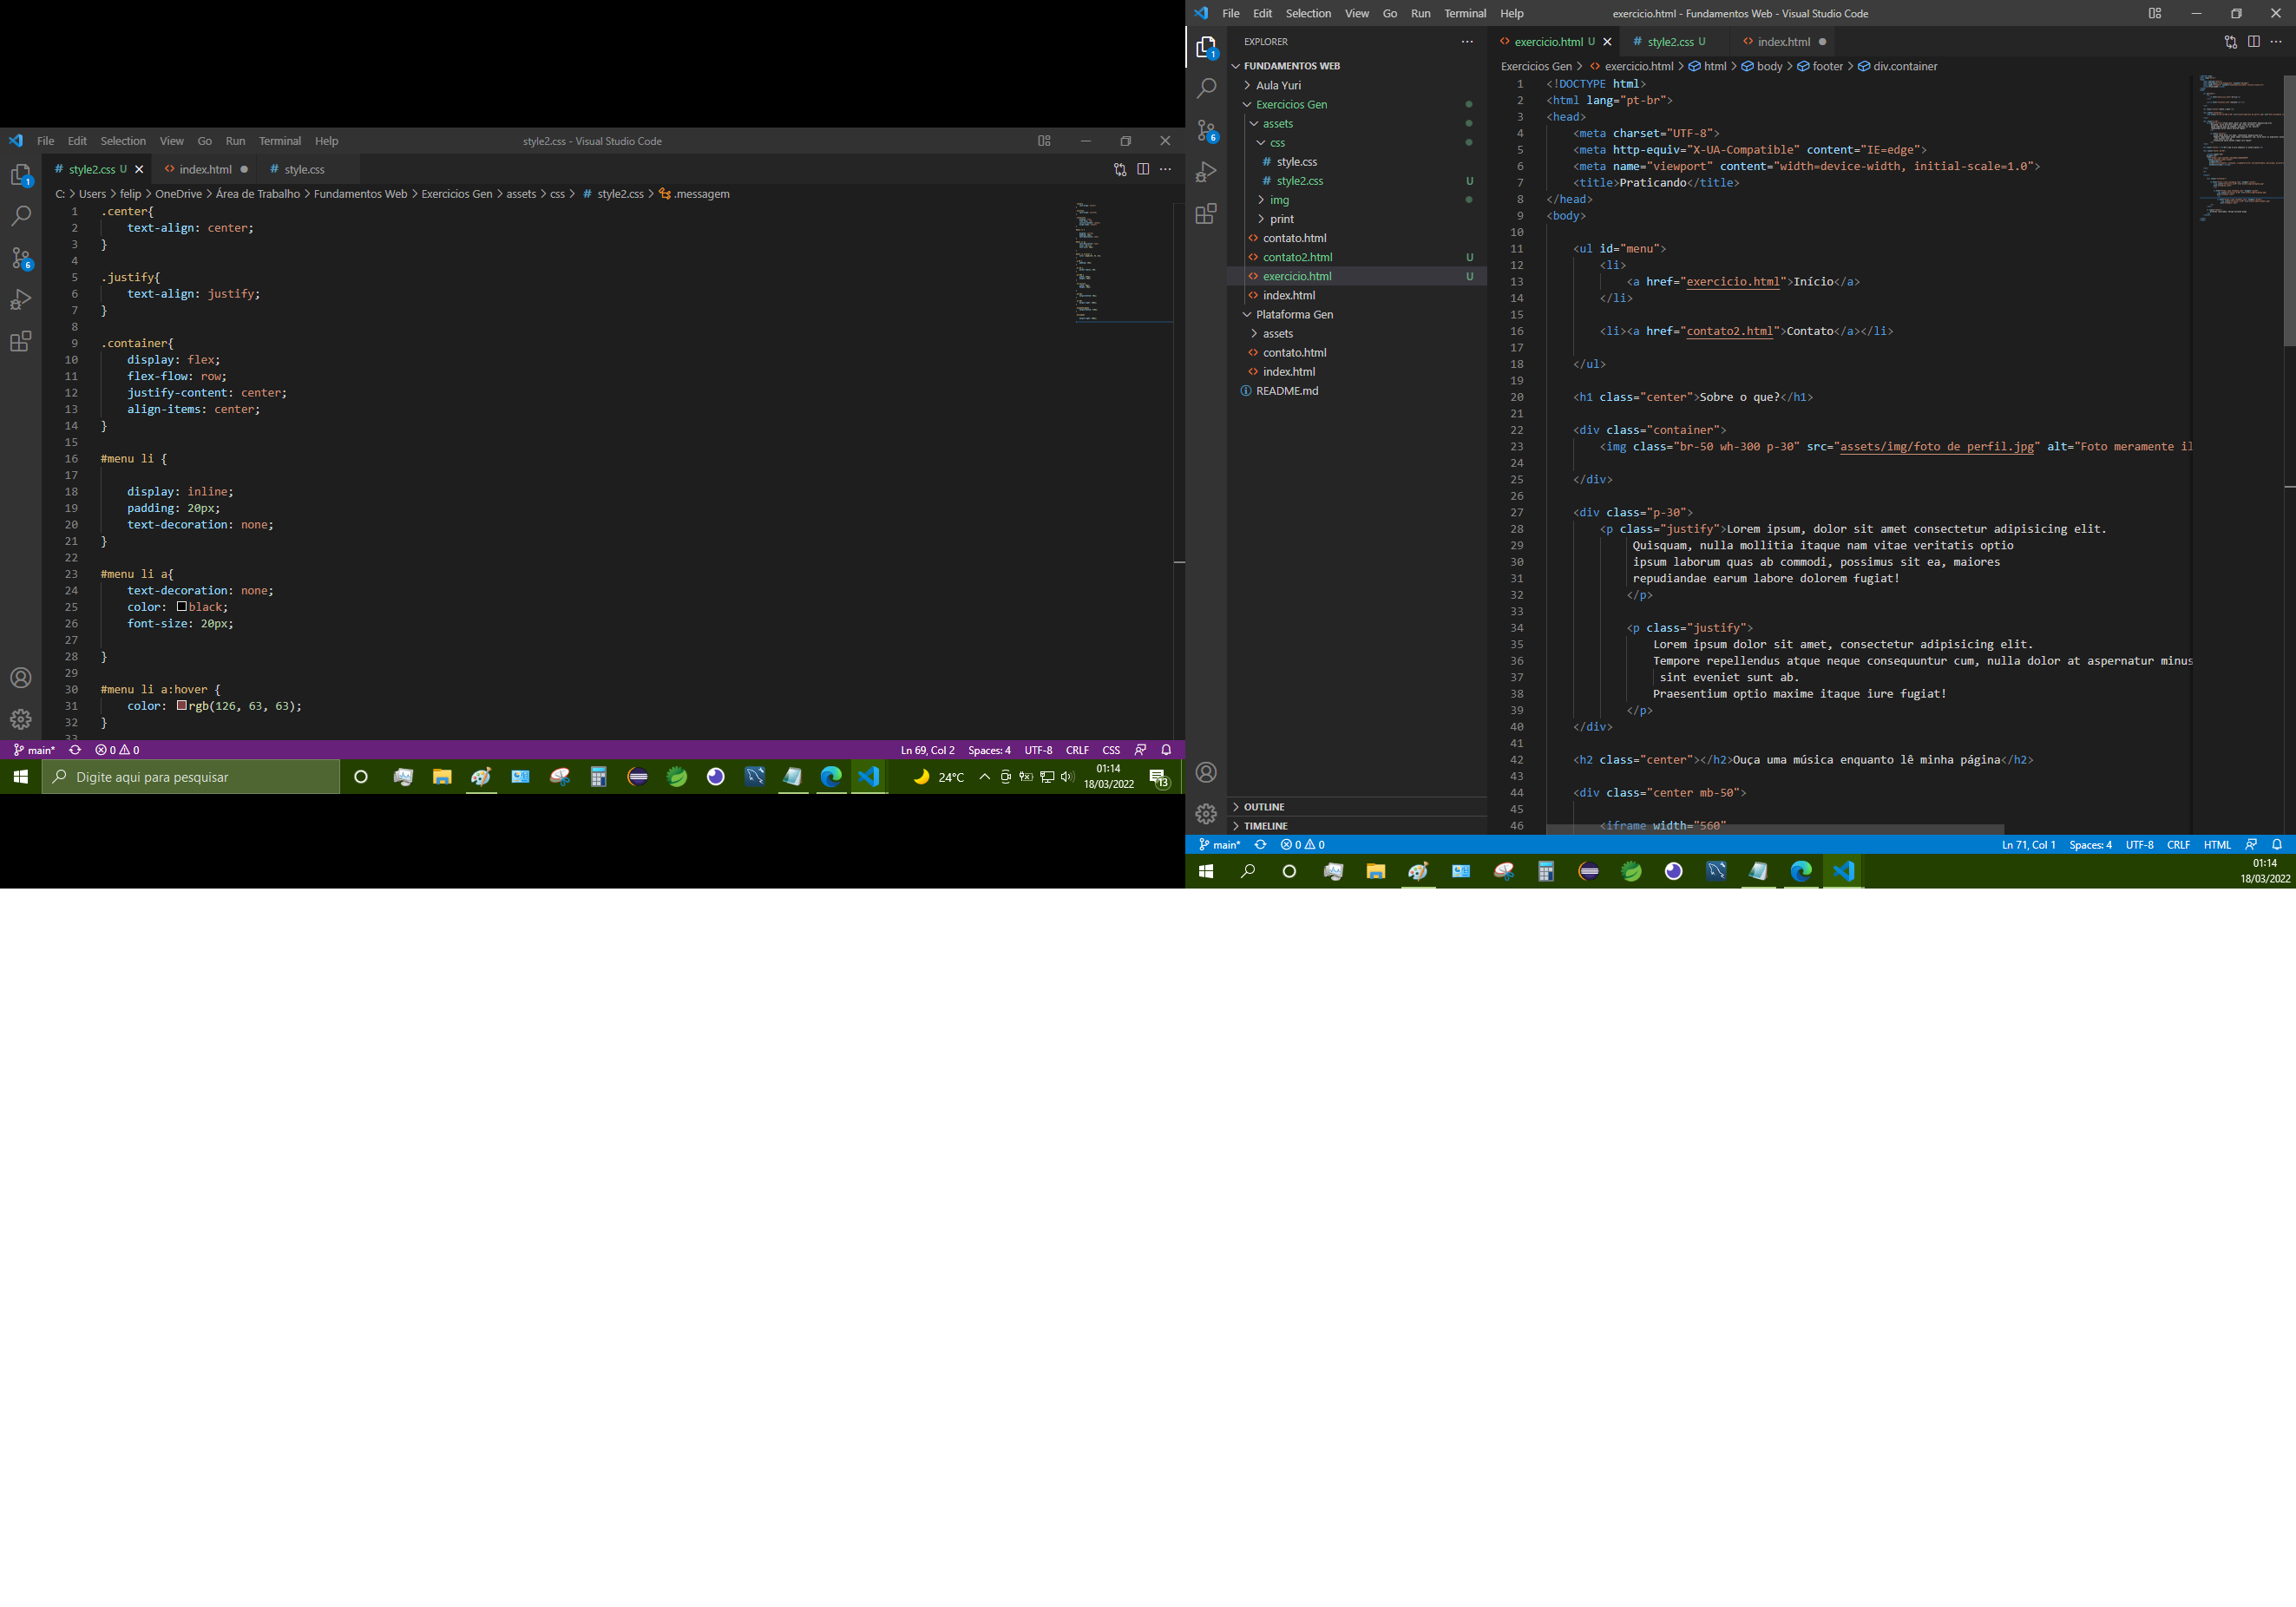 File Edit Selection View Go Run Terminal Help
style2.css - Visual Studio Code
# style2.css U
<> index.html
# style.css
C: > Users > felip > OneDrive > Área de Trabalho > Fundamentos Web > Exercicios Gen > assets > css > # style2.css > .messagem
1 .center{
2 text-align: center;
3 }
4
5 .justify{
6 text-align: justify;
7 }
8
9 .container{
10 display: flex;
11 flex-flow: row;
12 justify-content: center;
13 align-items: center;
14 }
15
16 #menu li {
17
18 display: inline;
19 padding: 20px;
20 text-decoration: none;
21 }
22
23 #menu li a{
24 text-decoration: none;
25 color: black;
26 font-size: 20px;
27
28 }
29
30 #menu li a:hover {
31 color: rgb(126, 63, 63);
32 }
33
1
6
main* 0 0
Ln 69, Col 2 Spaces: 4 UTF-8 CRLF CSS
Digite aqui para pesquisar
24°C
01:14
18/03/2022
13
File Edit Selection View Go Run Terminal Help
exercicio.html - Fundamentos Web - Visual Studio Code
1
6
EXPLORER
FUNDAMENTOS WEB
Aula Yuri
Exercicios Gen
assets
css
# style.css
# style2.css U
img
print
<> contato.html
<> contato2.html U
<> exercicio.html U
<> index.html
Plataforma Gen
assets
<> contato.html
<> index.html
README.md
OUTLINE
TIMELINE
<> exercicio.html U
# style2.css U
<> index.html
Exercicios Gen > <> exercicio.html > html > body > footer > div.container
1 <!DOCTYPE html>
2 <html lang="pt-br">
3 <head>
4 <meta charset="UTF-8">
5 <meta http-equiv="X-UA-Compatible" content="IE=edge">
6 <meta name="viewport" content="width=device-width, initial-scale=1.0">
7 <title>Praticando</title>
8 </head>
9 <body>
10
11 <ul id="menu">
12 <li>
13 <a href="exercicio.html">Início</a>
14 </li>
15
16 <li><a href="contato2.html">Contato</a></li>
17
18 </ul>
19
20 <h1 class="center">Sobre o que?</h1>
21
22 <div class="container">
23 <img class="br-50 wh-300 p-30" src="assets/img/foto de perfil.jpg" alt="Foto meramente il
24
25 </div>
26
27 <div class="p-30">
28 <p class="justify">Lorem ipsum, dolor sit amet consectetur adipisicing elit.
29 Quisquam, nulla mollitia itaque nam vitae veritatis optio
30 ipsum laborum quas ab commodi, possimus sit ea, maiores
31 repudiandae earum labore dolorem fugiat!
32 </p>
33
34 <p class="justify">
35 Lorem ipsum dolor sit amet, consectetur adipisicing elit.
36 Tempore repellendus atque neque consequuntur cum, nulla dolor at aspernatur minus
37 sint eveniet sunt ab.
38 Praesentium optio maxime itaque iure fugiat!
39 </p>
40 </div>
41
42 <h2 class="center"></h2>Ouça uma música enquanto lê minha página</h2>
43
44 <div class="center mb-50">
45
46 <iframe width="560"
main* 0 0
Ln 71, Col 1 Spaces: 4 UTF-8 CRLF HTML
01:14
18/03/2022